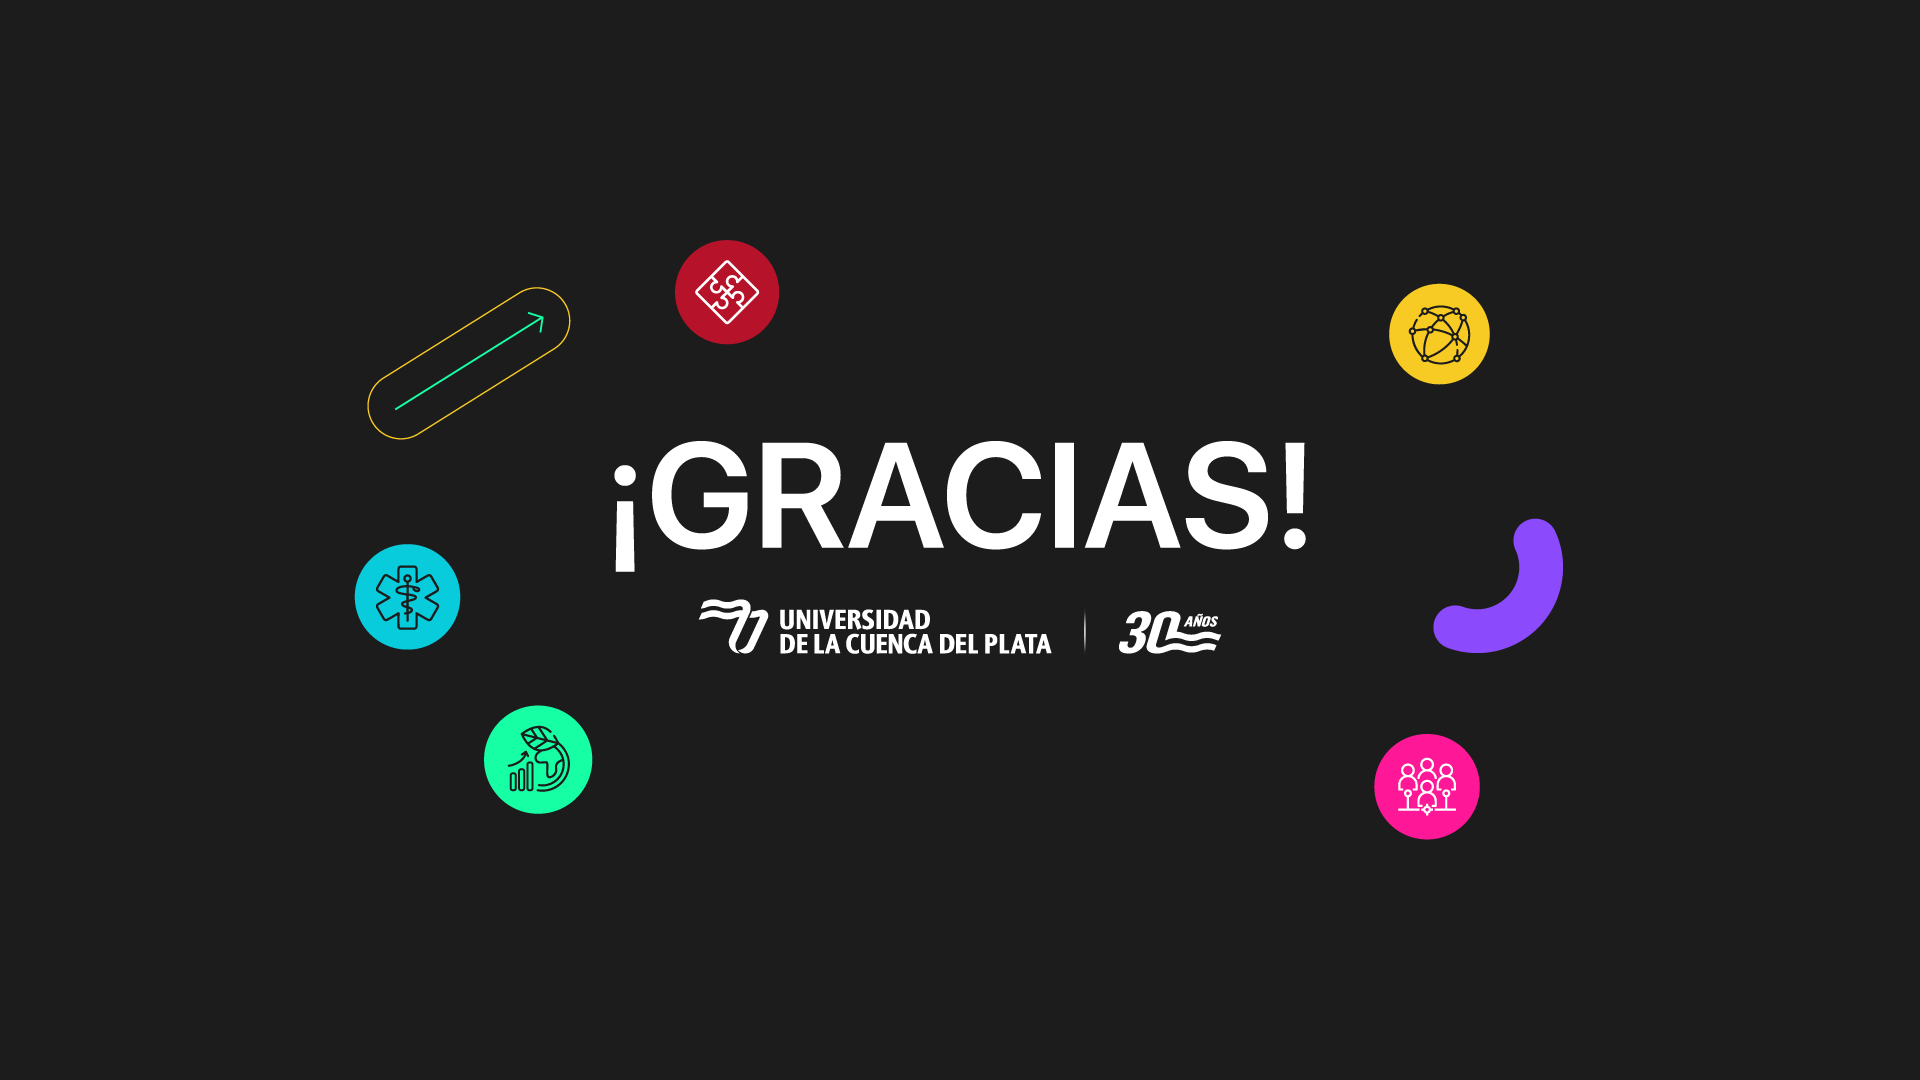 ¡GRACIAS!
UNIVERSIDAD
DE LA CUENCA DEL PLATA
30 AÑOS